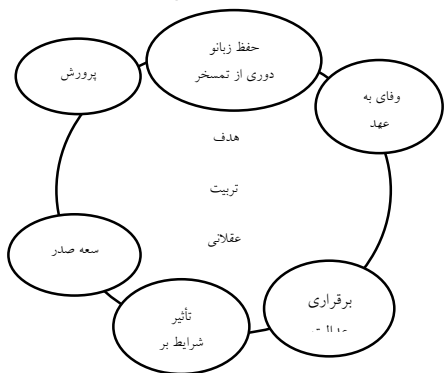 حفظ زبانو
دوری از تمسخر
وفای به
عهد
پرورش
هدف
تربیت
عقلانی
سعه صدر
برقراری
تأثیر
شرایط بر